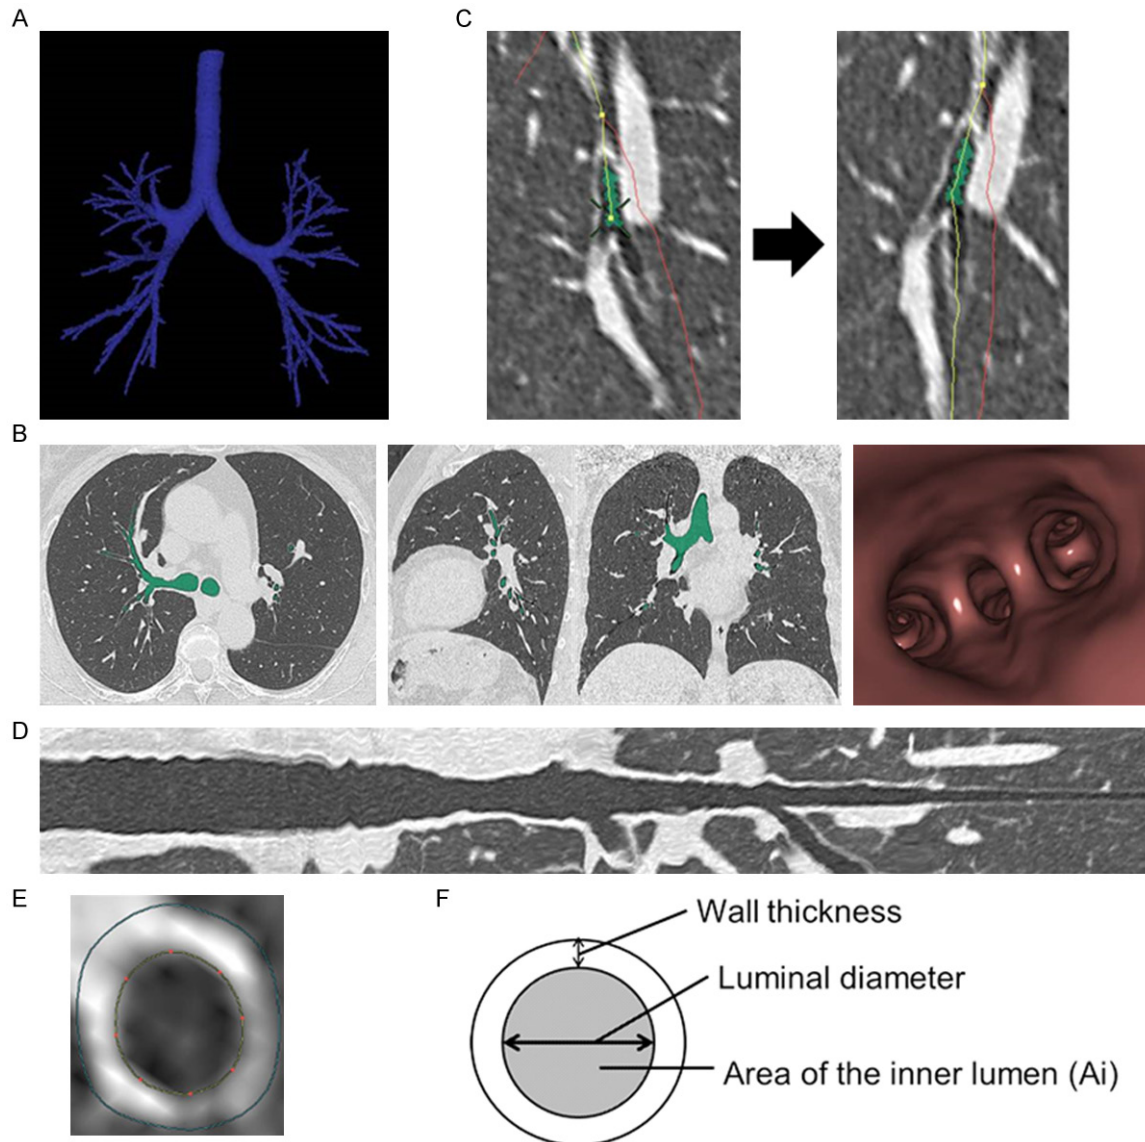 A
C
B
D
E
F
Wall thickness
Luminal diameter
Area of the inner lumen (Ai)